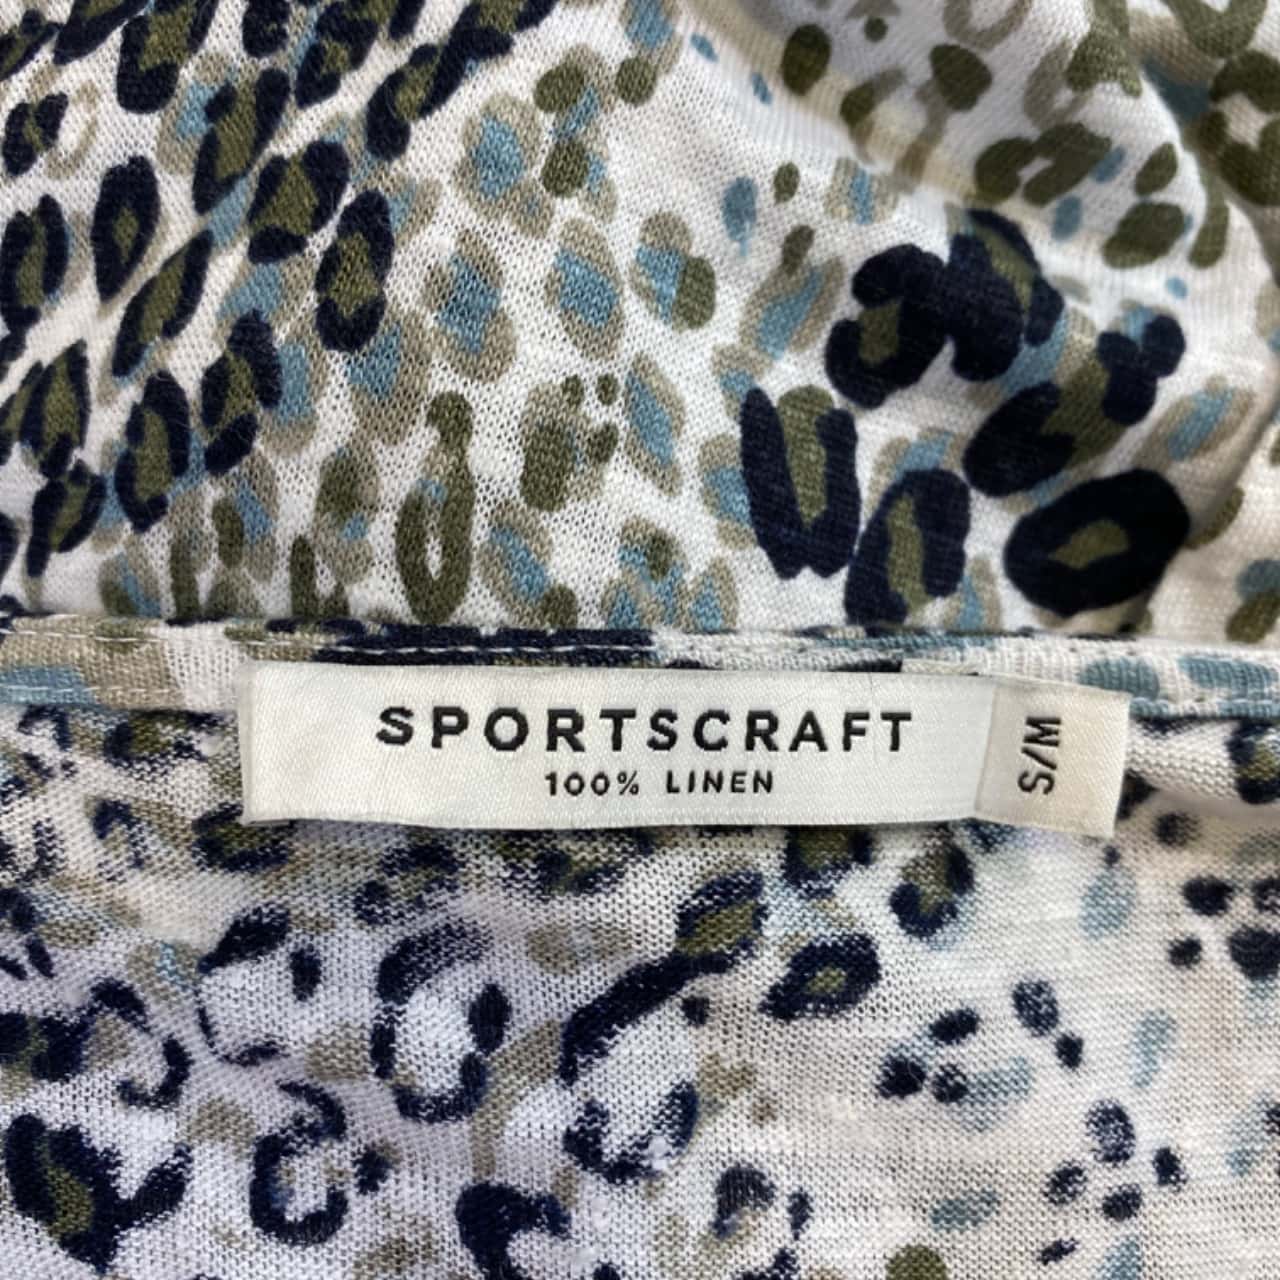 SPORTSCRAFT
100% LINEN
S/M